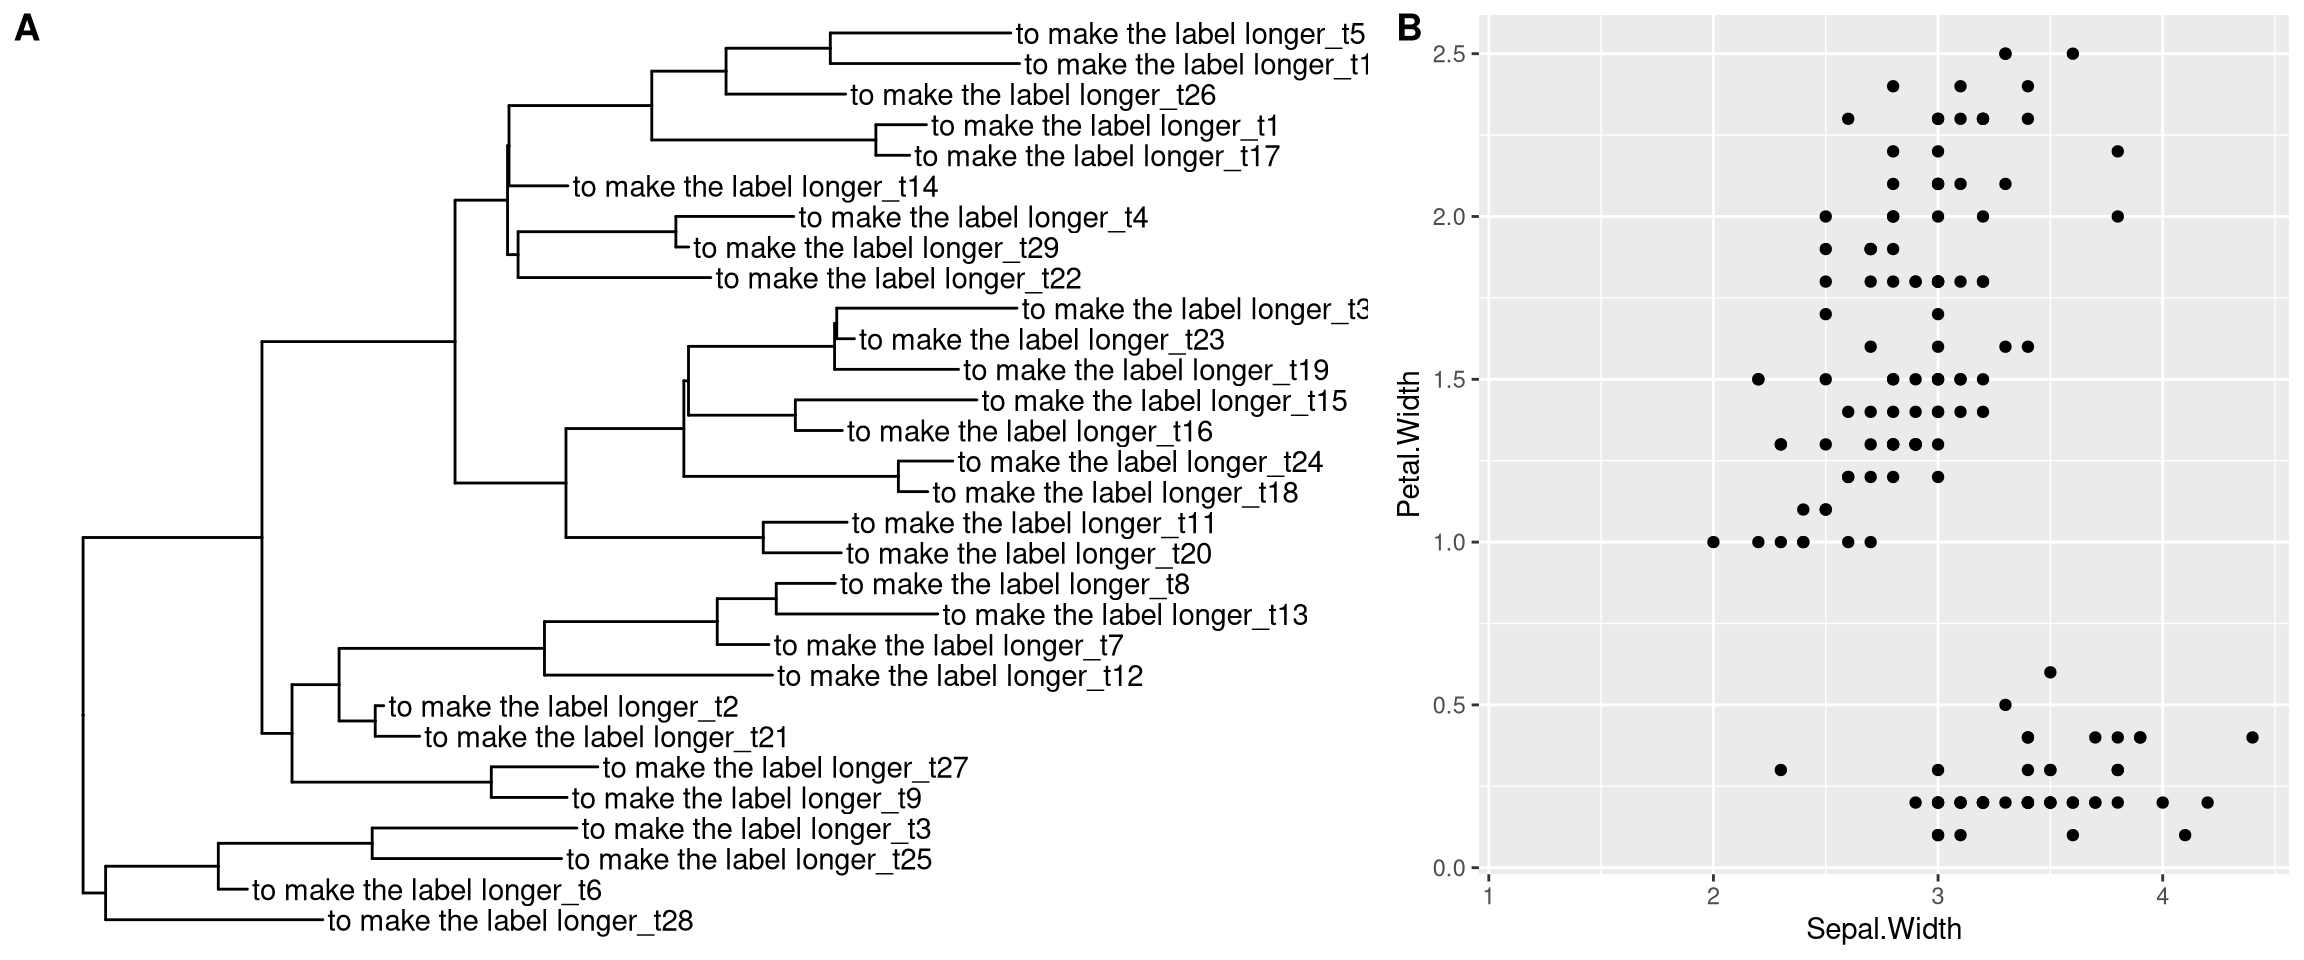 A
to make the label longer_t5
to make the label longer_t1
to make the label longer_t26
to make the label longer_t1
to make the label longer_t17
to make the label longer_t14
to make the label longer_t4
to make the label longer_t29
to make the label longer_t22
to make the label longer_t3
to make the label longer_t23
to make the label longer_t19
to make the label longer_t15
to make the label longer_t16
to make the label longer_t24
to make the label longer_t18
to make the label longer_t11
to make the label longer_t20
to make the label longer_t8
to make the label longer_t13
to make the label longer_t7
to make the label longer_t12
to make the label longer_t2
to make the label longer_t21
to make the label longer_t27
to make the label longer_t9
to make the label longer_t3
to make the label longer_t25
to make the label longer_t6
to make the label longer_t28
B
Petal.Width
2.5
2.0
1.5
1.0
0.5
0.0
1 2 3 4
Sepal.Width